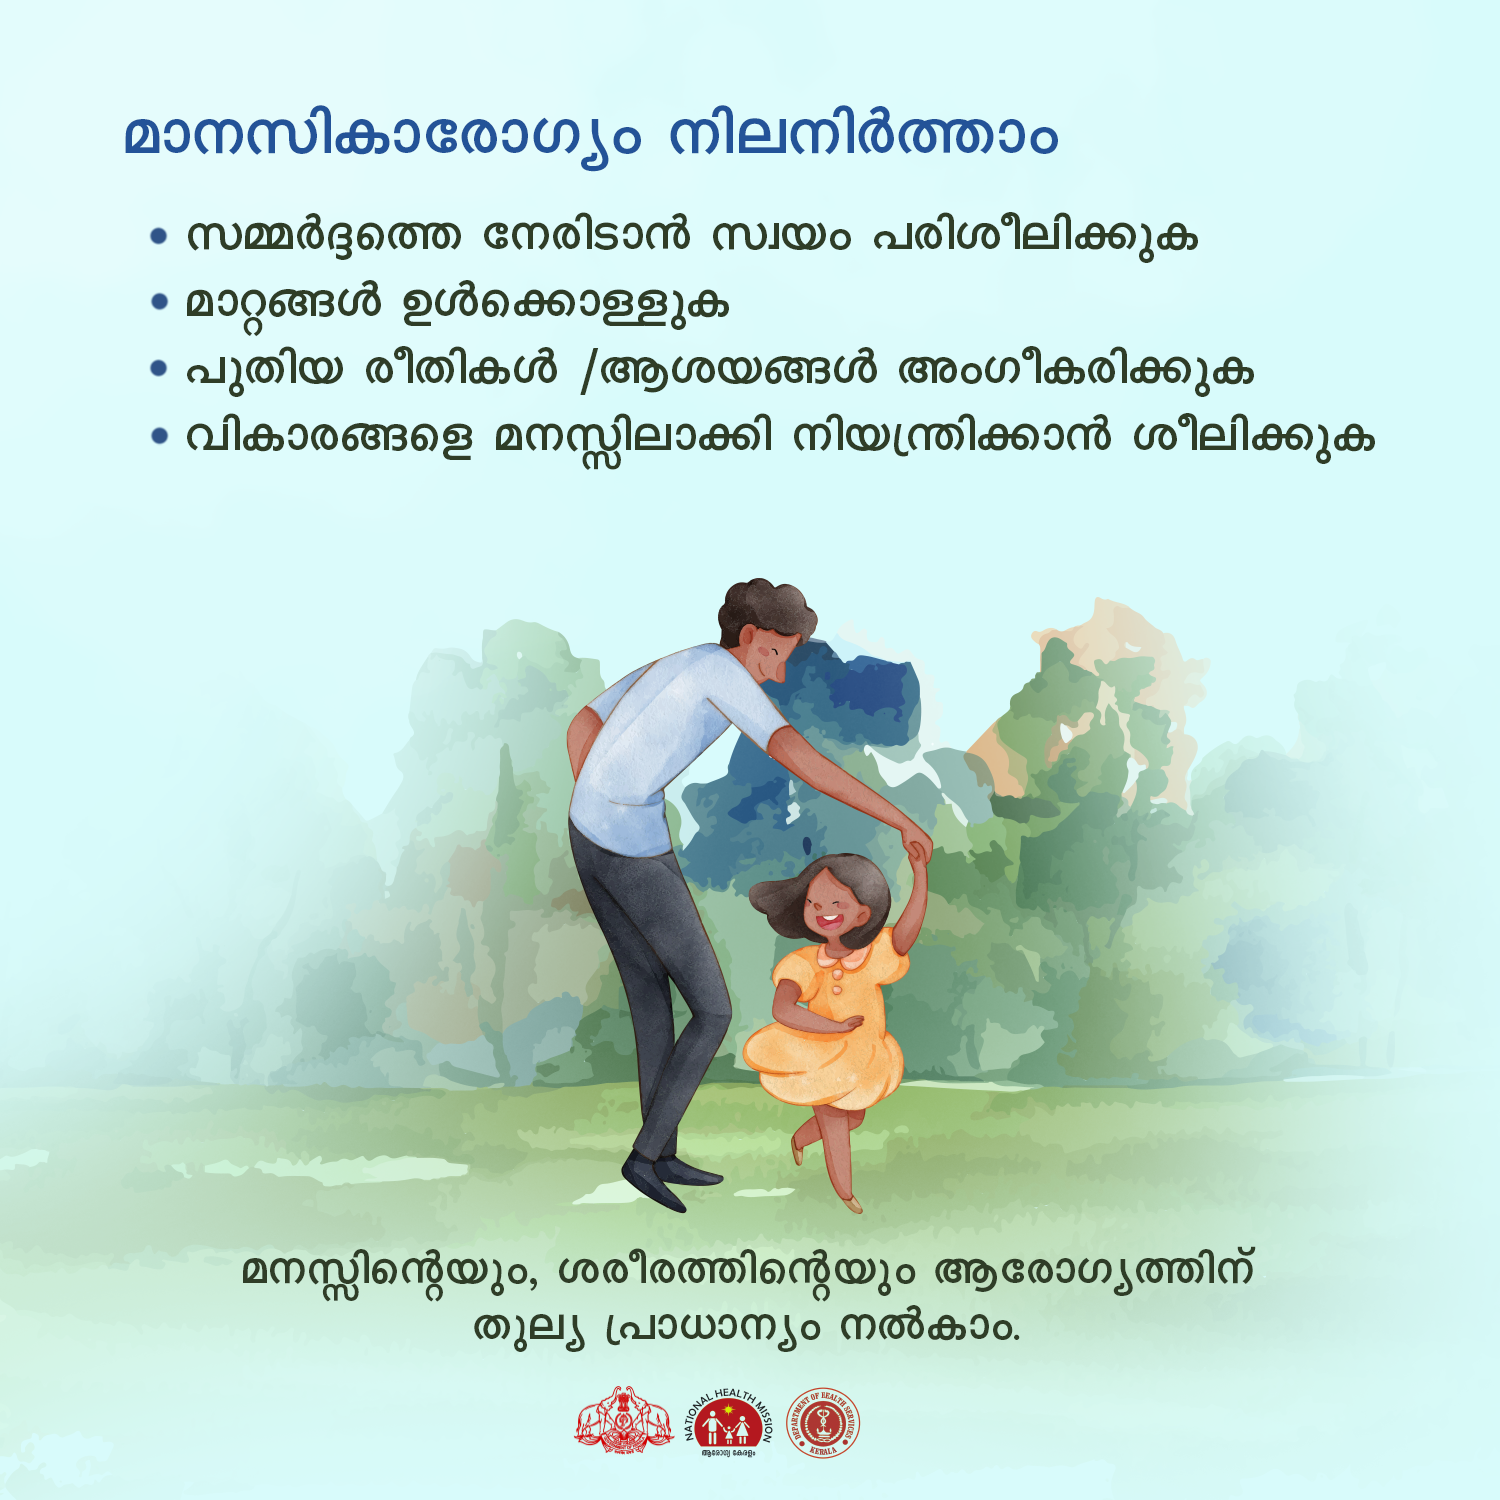 മാനസികാരോഗ്യം നിലനിർത്താം
സമ്മർദ്ദത്തെ നേരിടാൻ സ്വയം പരിശീലിക്കുക
മാറ്റങ്ങൾ ഉൾക്കൊള്ളുക
പുതിയ രീതികൾ /ആശയങ്ങൾ അംഗീകരിക്കുക
വികാരങ്ങളെ മനസ്സിലാക്കി നിയന്ത്രിക്കാൻ ശീലിക്കുക
മനസ്സിന്റെയും, ശരീരത്തിന്റെയും ആരോഗ്യത്തിന്
തുല്യ പ്രാധാന്യം നൽകാം.
NATIONAL HEALTH MISSION
ആരോഗ്യ കേരളം
DEPARTMENT OF HEALTH SERVICES
KERALA